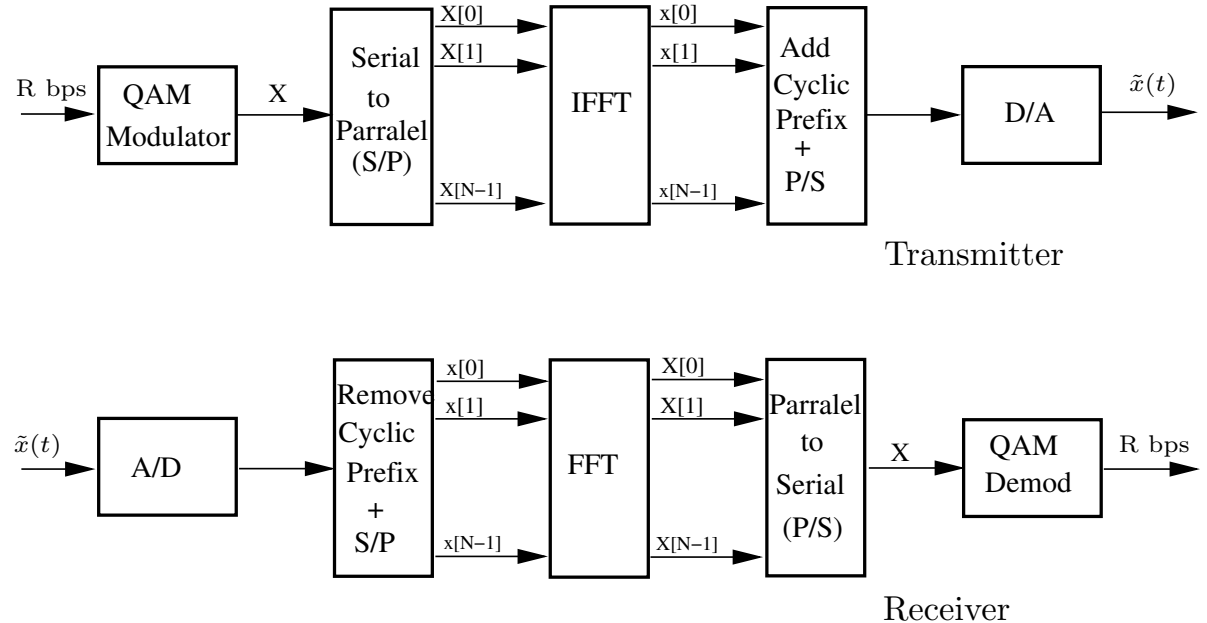 R bps
QAM
Modulator
X
Serial
to
Parralel
(S/P)
X[0]
X[1]
X[N−1]
IFFT
x[0]
x[1]
x[N−1]
Add
Cyclic
Prefix
+
P/S
D/A
x̃(t)
Transmitter
x̃(t)
A/D
Remove
Cyclic
Prefix
+
S/P
x[0]
x[1]
x[N−1]
FFT
X[0]
X[1]
X[N−1]
Parralel
to
Serial
(P/S)
X
QAM
Demod
R bps
Receiver